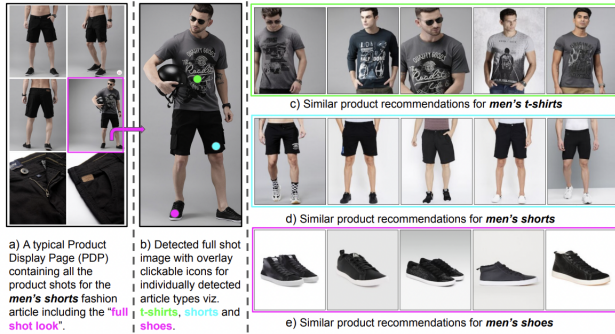 c) Similar product recommendations for men's t-shirts
d) Similar product recommendations for men's shorts
e) Similar product recommendations for men's shoes
a) A typical Product
Display Page (PDP)
containing all the
product shots for the
men's shorts fashion
article including the "full
shot look".
b) Detected full shot
image with overlay
clickable icons for
individually detected
article types viz.
t-shirts, shorts and
shoes.